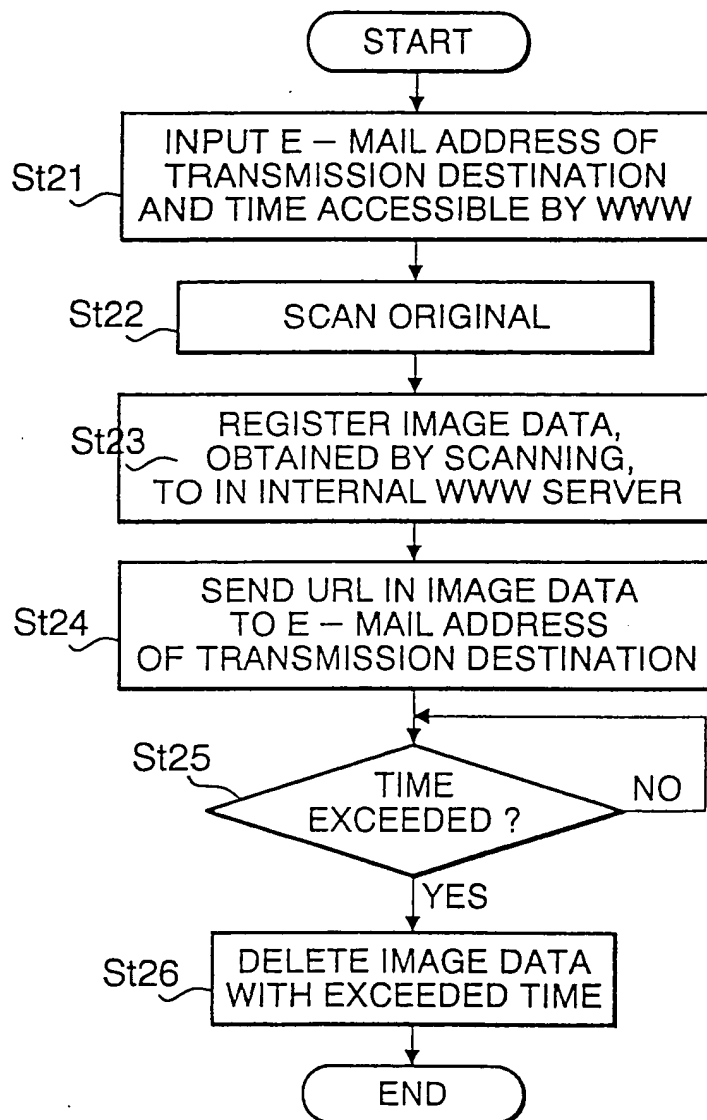 START
St21
INPUT E – MAIL ADDRESS OF
TRANSMISSION DESTINATION
AND TIME ACCESSIBLE BY WWW
St22
SCAN ORIGINAL
St23
REGISTER IMAGE DATA,
OBTAINED BY SCANNING,
TO IN INTERNAL WWW SERVER
St24
SEND URL IN IMAGE DATA
TO E – MAIL ADDRESS
OF TRANSMISSION DESTINATION
St25
TIME
EXCEEDED ?
NO
YES
St26
DELETE IMAGE DATA
WITH EXCEEDED TIME
END